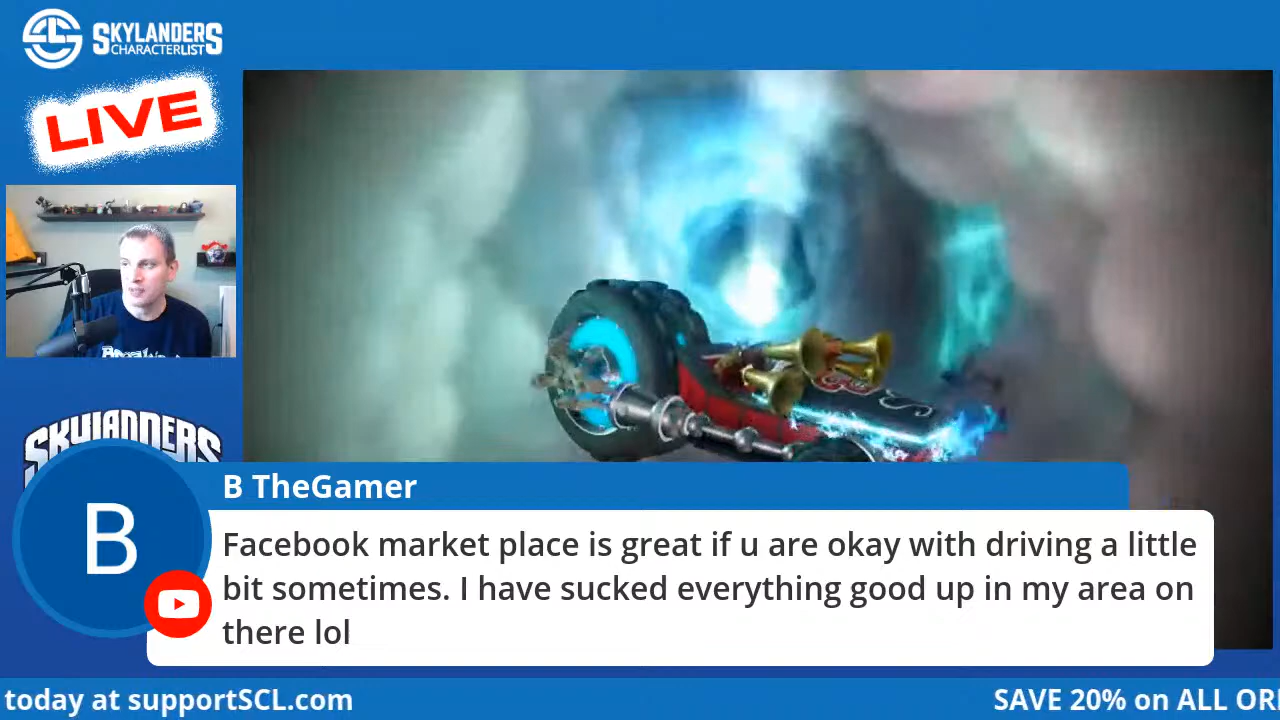 SKYLANDERS
CHARACTERLIST
LIVE
SKYLANDERS
B
B TheGamer
Facebook market place is great if u are okay with driving a little
bit sometimes. I have sucked everything good up in my area on
there lol
today at supportSCL.com
SAVE 20% on ALL